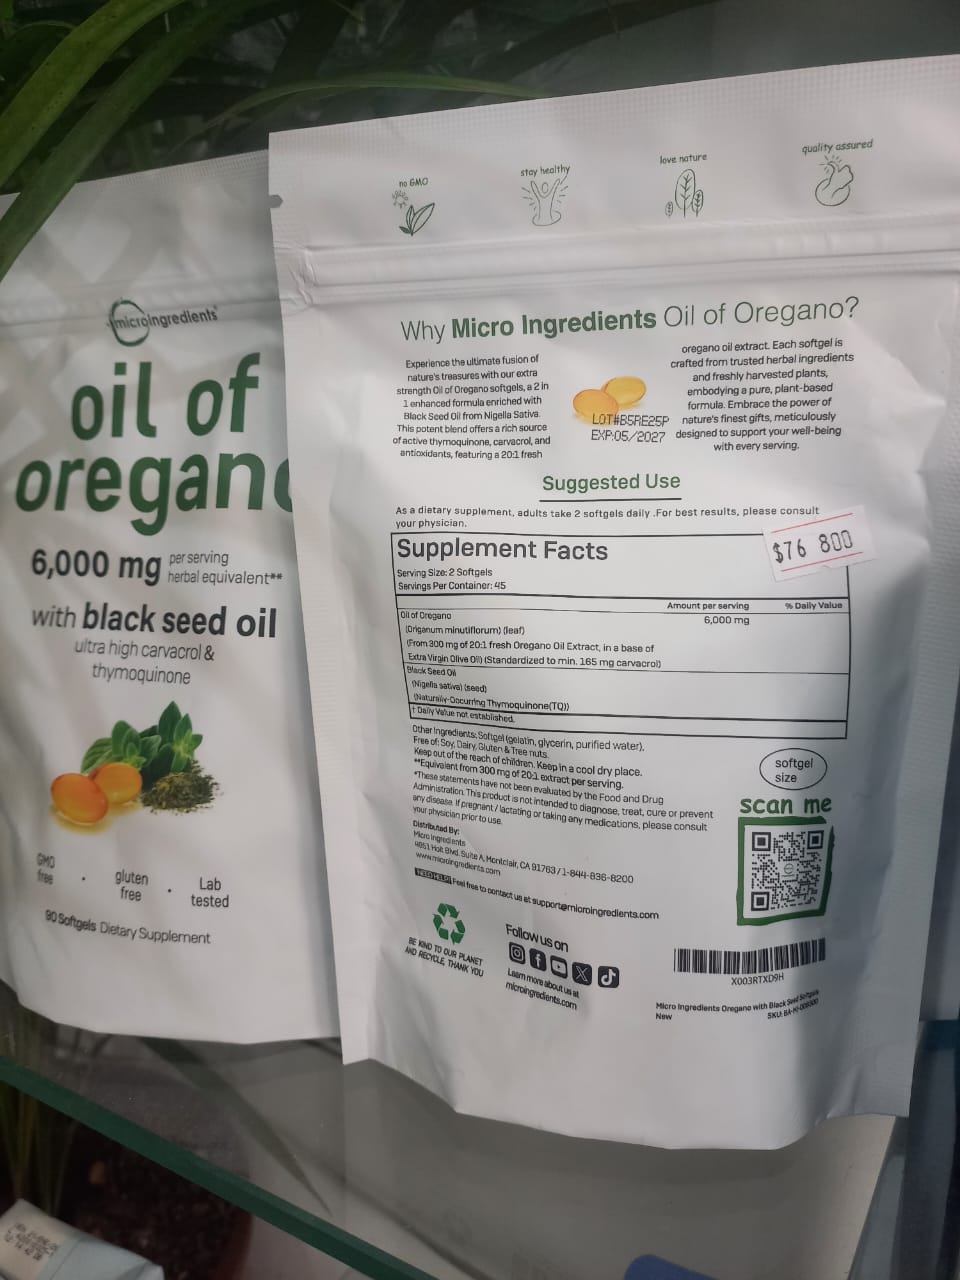 microingredients
oil of
oregano
6,000 mg per serving
herbal equivalent**
with black seed oil
ultra high carvacrol &
thymoquinone
GMO
free
gluten
free
Lab
tested
90 Softgels Dietary Supplement
no GMO
stay healthy
love nature
quality assured
Why Micro Ingredients Oil of Oregano?
Experience the ultimate fusion of
nature's treasures with our extra
strength Oil of Oregano softgels, a 2 in
1 enhanced formula enriched with
Black Seed Oil from Nigella Sativa.
This potent blend offers a rich source
of active thymoquinone, carvacrol, and
antioxidants, featuring a 20:1 fresh
LOT#B5RE25P
EXP:05/2027
oregano oil extract. Each softgel is
crafted from trusted herbal ingredients
and freshly harvested plants,
embodying a pure, plant-based
formula. Embrace the power of
nature's finest gifts, meticulously
designed to support your well-being
with every serving.
Suggested Use
As a dietary supplement, adults take 2 softgels daily .For best results, please consult
your physician.
$76 800
Supplement Facts
Serving Size: 2 Softgels
Servings Per Container: 45
Amount per serving % Daily Value
Oil of Oregano 6,000 mg
(Origanum minutiflorum) (leaf)
(From 300 mg of 20:1 fresh Oregano Oil Extract, in a base of
Extra Virgin Olive Oil) (Standardized to min. 165 mg carvacrol)
Black Seed Oil
(Nigella sativa) (seed)
(Naturally-Occurring Thymoquinone(TQ))
† Daily Value not established.
Other Ingredients: Softgel (gelatin, glycerin, purified water).
Free of: Soy, Dairy, Gluten & Tree nuts.
Keep out of the reach of children. Keep in a cool dry place.
**Equivalent from 300 mg of 20:1 extract per serving.
*These statements have not been evaluated by the Food and Drug
Administration. This product is not intended to diagnose, treat, cure or prevent
any disease. If pregnant / lactating or taking any medications, please consult
your physician prior to use.
Distributed By:
Micro Ingredients
4051 Holt Blvd. Suite A, Montclair, CA 91763 / 1-844-836-8200
www.microingredients.com
NEED HELP? Feel free to contact us at support@microingredients.com
softgel
size
scan me
BE KIND TO OUR PLANET
AND RECYCLE, THANK YOU
Follow us on
Learn more about us at
microingredients.com
X003RTXD9H
Micro Ingredients Oregano with Black Seed Softgels
New